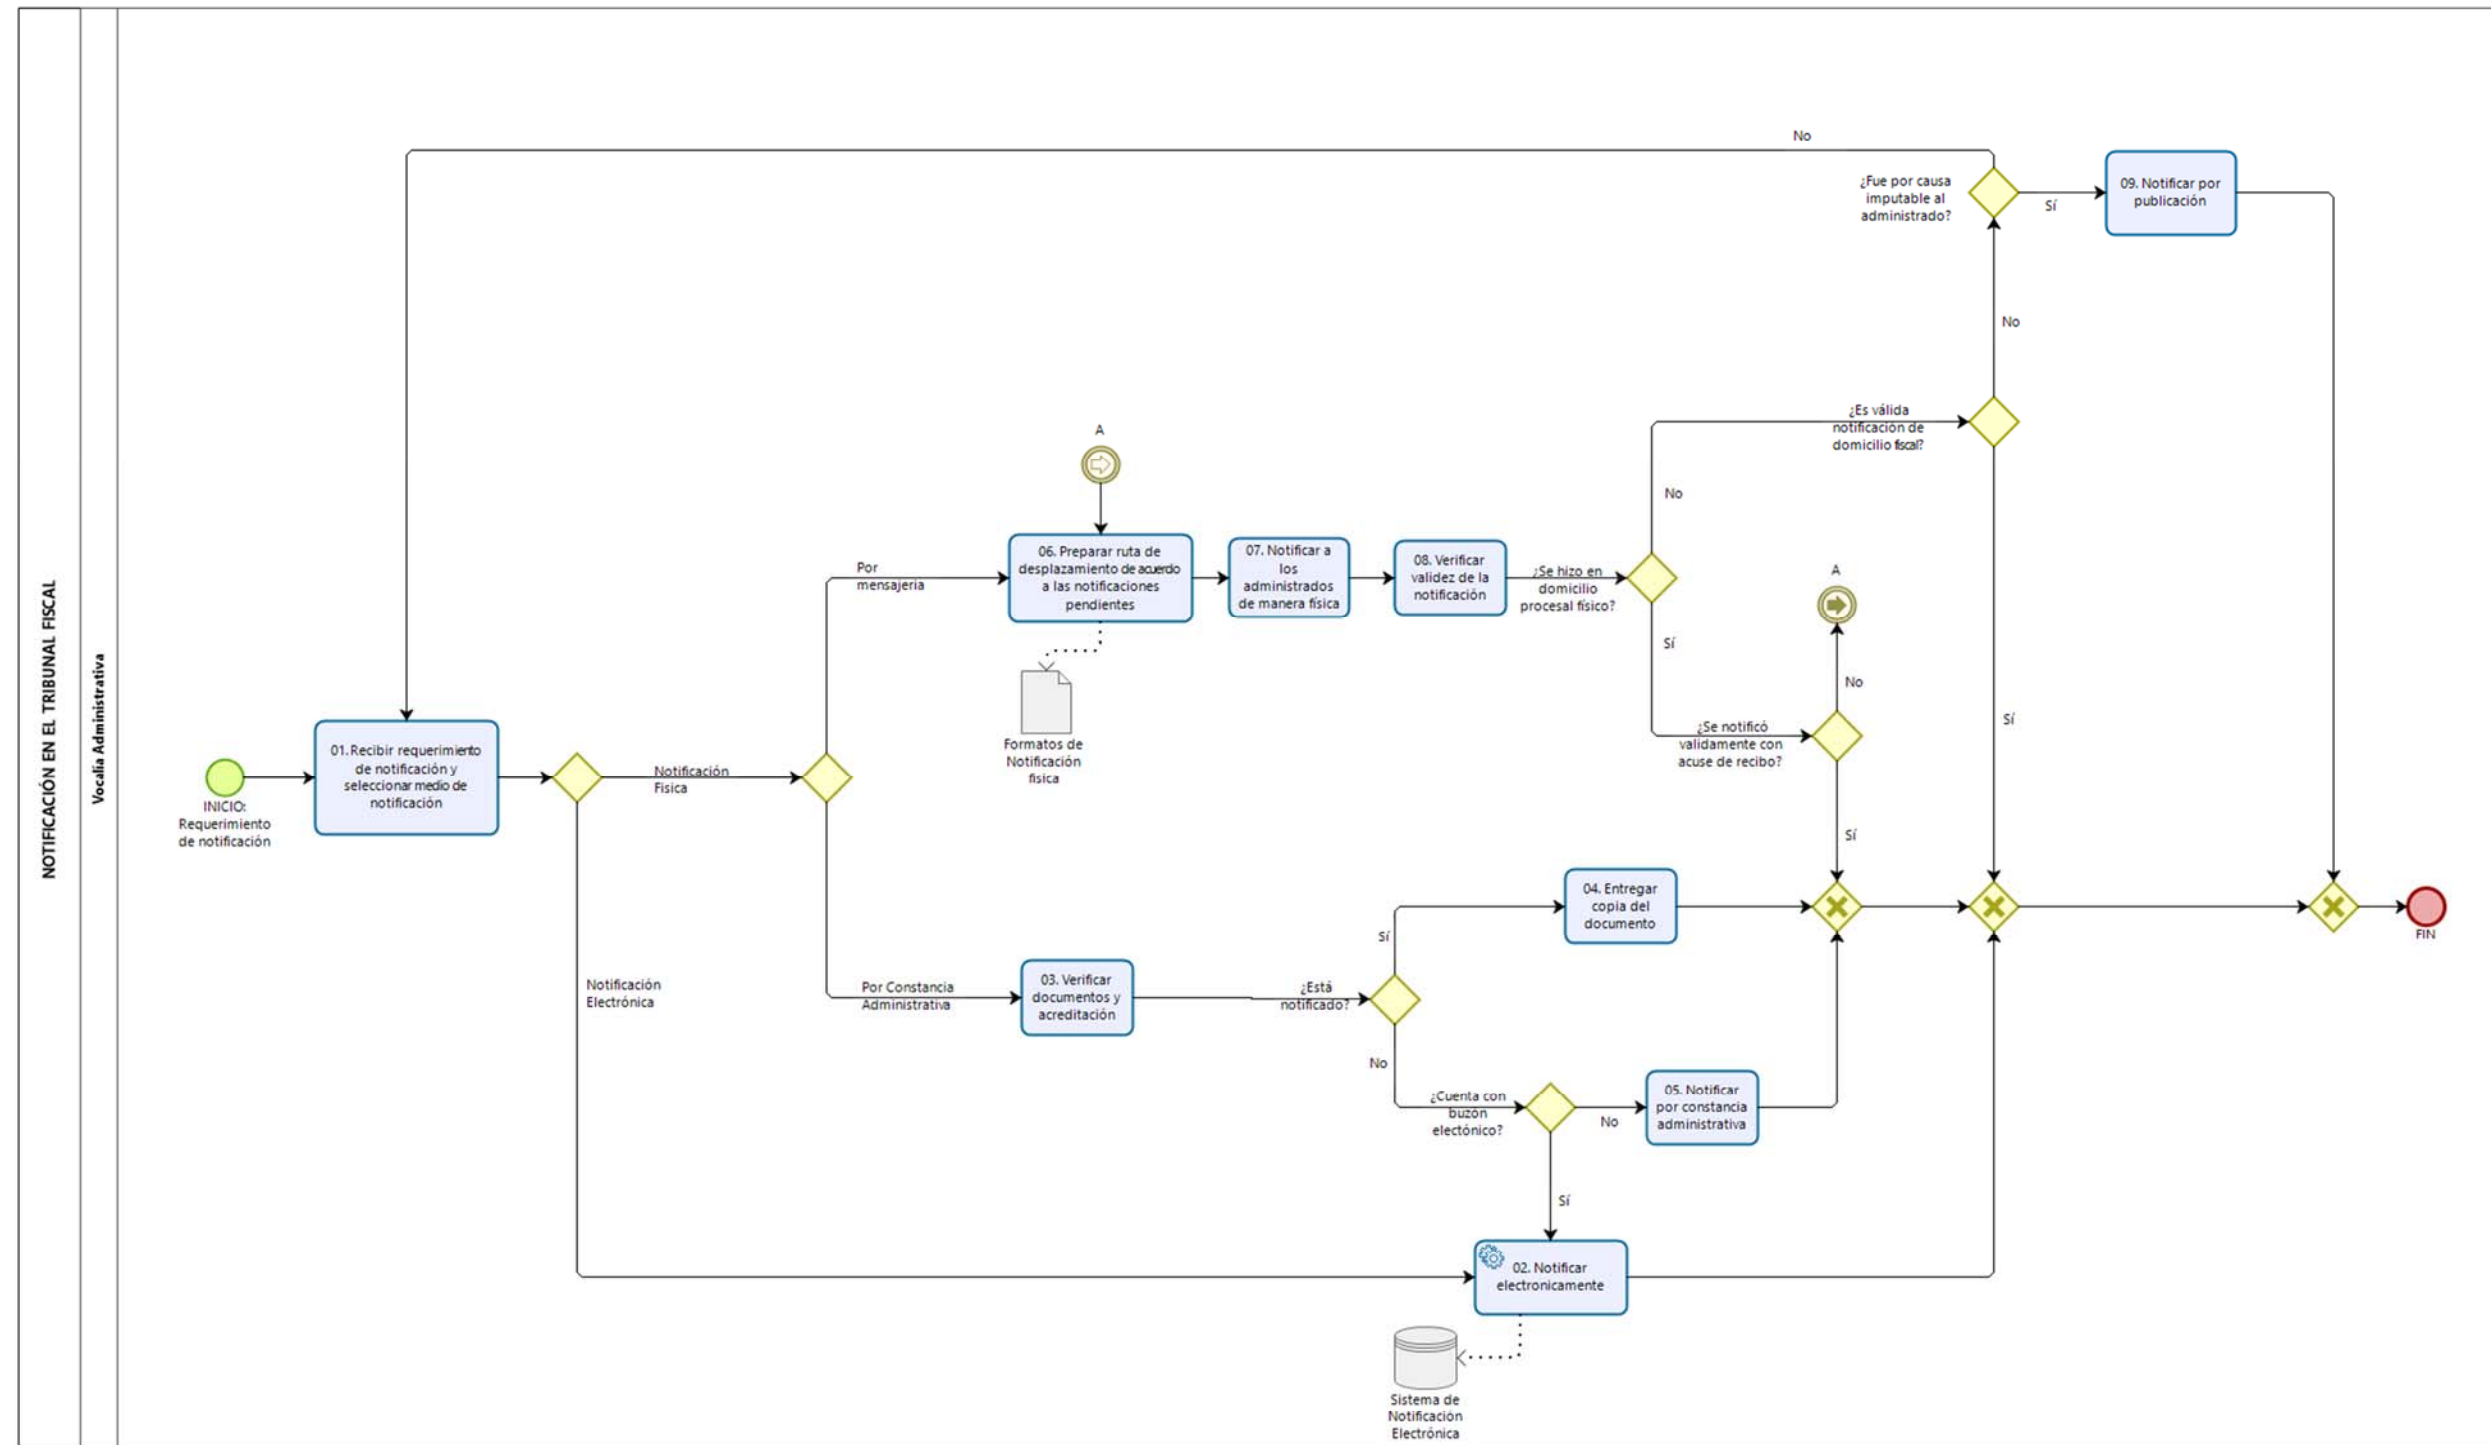 NOTIFICACIÓN EN EL TRIBUNAL FISCAL
Vocalía Administrativa
INICIO:
Requerimiento
de notificación
01. Recibir requerimiento
de notificación y
seleccionar medio de
notificación
Notificación
Fisica
Notificación
Electrónica
Por
mensajeria
Por Constancia
Administrativa
A
06. Preparar ruta de
desplazamiento de acuerdo
a las notificaciones
pendientes
Formatos de
Notificación
fisica
07. Notificar a
los
administrados
de manera física
08. Verificar
validez de la
notificación
¿Se hizo en
domicilio
procesal físico?
No
Sí
¿Es válida
notificación de
domicilio fiscal?
No
Sí
¿Fue por causa
imputable al
administrado?
No
Sí
09. Notificar por
publicación
¿Se notificó
validamente con
acuse de recibo?
No
A
Sí
03. Verificar
documentos y
acreditación
¿Está
notificado?
Sí
04. Entregar
copia del
documento
No
¿Cuenta con
buzón
electónico?
No
05. Notificar
por constancia
administrativa
Sí
02. Notificar
electronicamente
Sistema de
Notificación
Electrónica
FIN